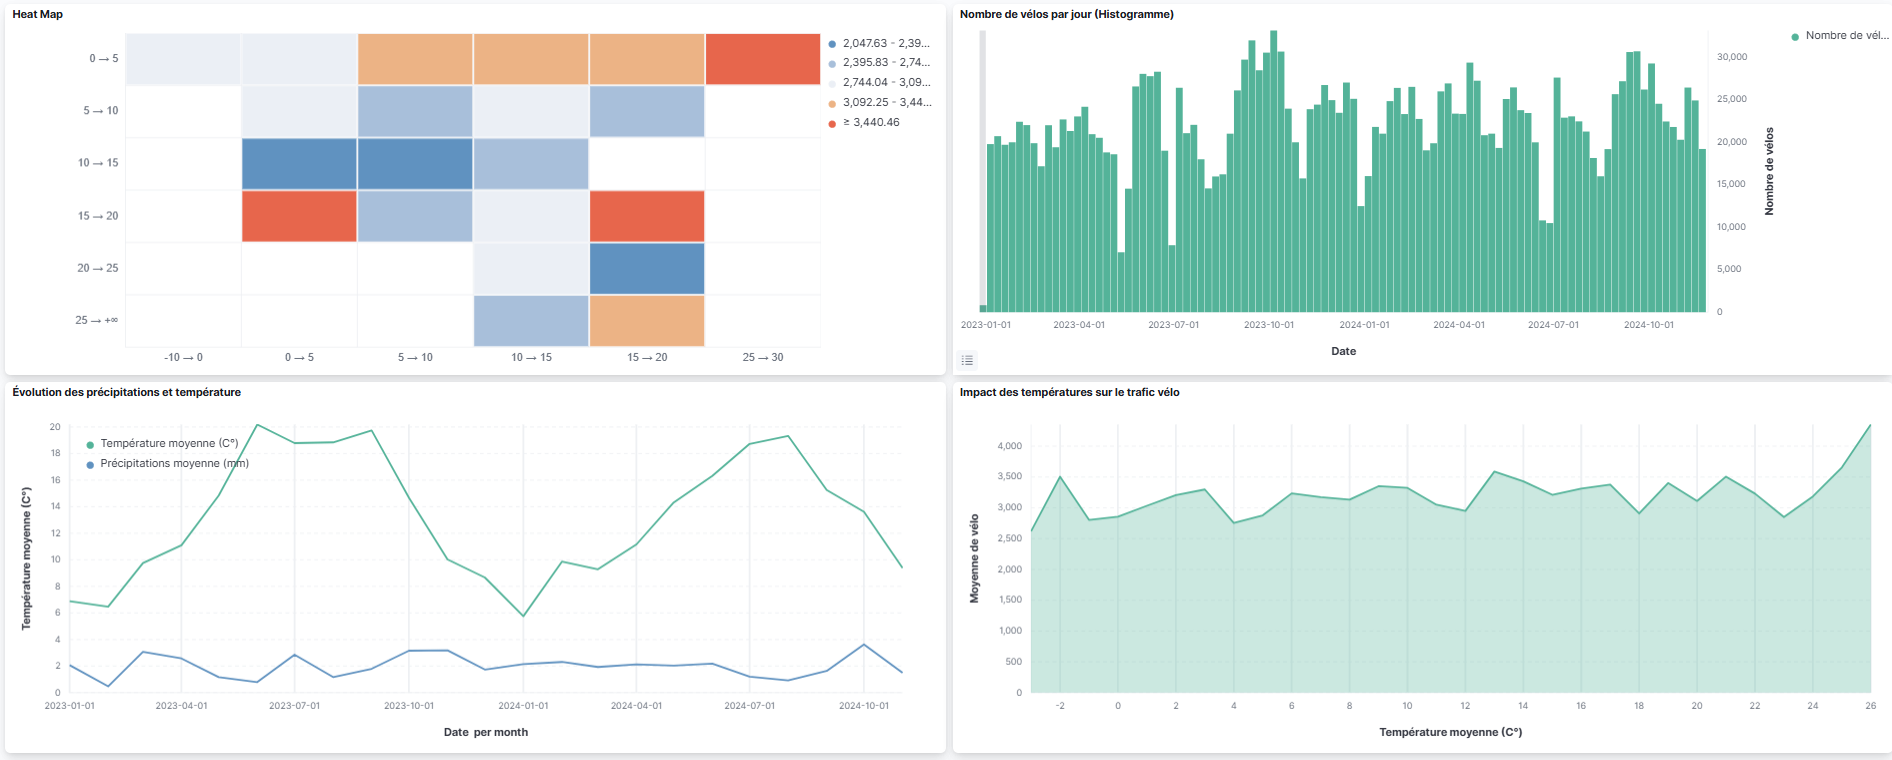 Heat Map
0 → 5
5 → 10
10 → 15
15 → 20
20 → 25
25 → +∞
-10 → 0
0 → 5
5 → 10
10 → 15
15 → 20
25 → 30
2,047.63 - 2,39...
2,395.83 - 2,74...
2,744.04 - 3,09...
3,092.25 - 3,44...
≥ 3,440.46
Nombre de vélos par jour (Histogramme)
Nombre de vél...
30,000
25,000
20,000
15,000
10,000
5,000
0
Nombre de vélos
2023-01-01
2023-04-01
2023-07-01
2023-10-01
2024-01-01
2024-04-01
2024-07-01
2024-10-01
Date
Évolution des précipitations et température
Température moyenne (C°)
Précipitations moyenne (mm)
Température moyenne (C°)
20
18
16
14
12
10
8
6
4
2
0
2023-01-01
2023-04-01
2023-07-01
2023-10-01
2024-01-01
2024-04-01
2024-07-01
2024-10-01
Date per month
Impact des températures sur le trafic vélo
Moyenne de vélo
4,000
3,500
3,000
2,500
2,000
1,500
1,000
500
0
-2
0
2
4
6
8
10
12
14
16
18
20
22
24
26
Température moyenne (C°)